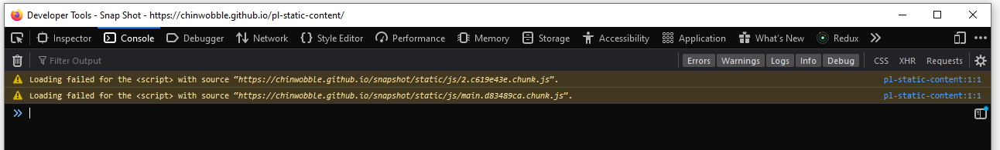 Developer Tools - Snap Shot - https://chinwobble.github.io/pl-static-content/
Inspector Console Debugger Network Style Editor Performance Memory Storage Accessibility Application What's New Redux
Filter Output Errors Warnings Logs Info Debug CSS XHR Requests
Loading failed for the <script> with source “https://chinwobble.github.io/snapshot/static/js/2.c619e43e.chunk.js”. pl-static-content:1:1
Loading failed for the <script> with source “https://chinwobble.github.io/snapshot/static/js/main.d83489ca.chunk.js”. pl-static-content:1:1